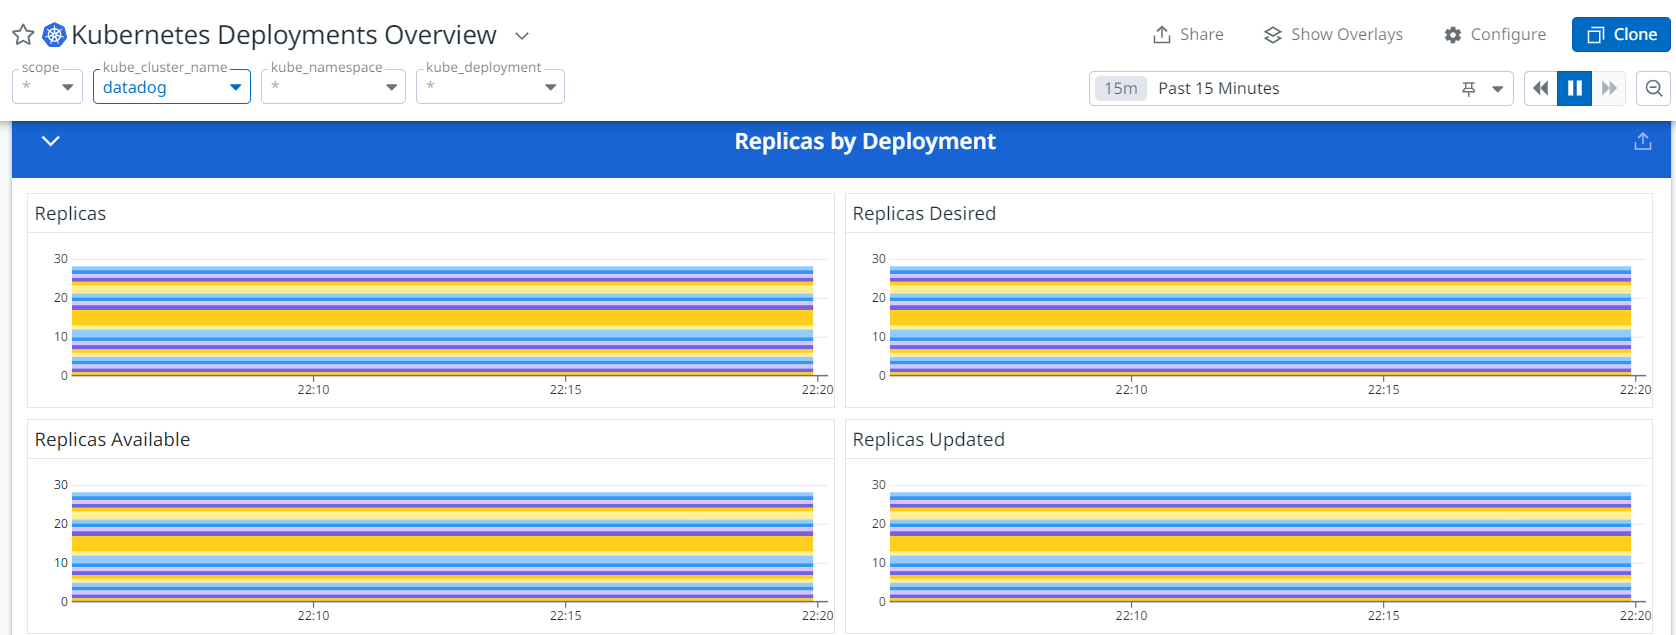 Kubernetes Deployments Overview
Share
Show Overlays
Configure
Clone
scope
*
kube_cluster_name
datadog
kube_namespace
*
kube_deployment
*
15m Past 15 Minutes
Replicas by Deployment
Replicas
30
20
10
0
22:10 22:15 22:20
Replicas Desired
30
20
10
0
22:10 22:15 22:20
Replicas Available
30
20
10
0
22:10 22:15 22:20
Replicas Updated
30
20
10
0
22:10 22:15 22:20